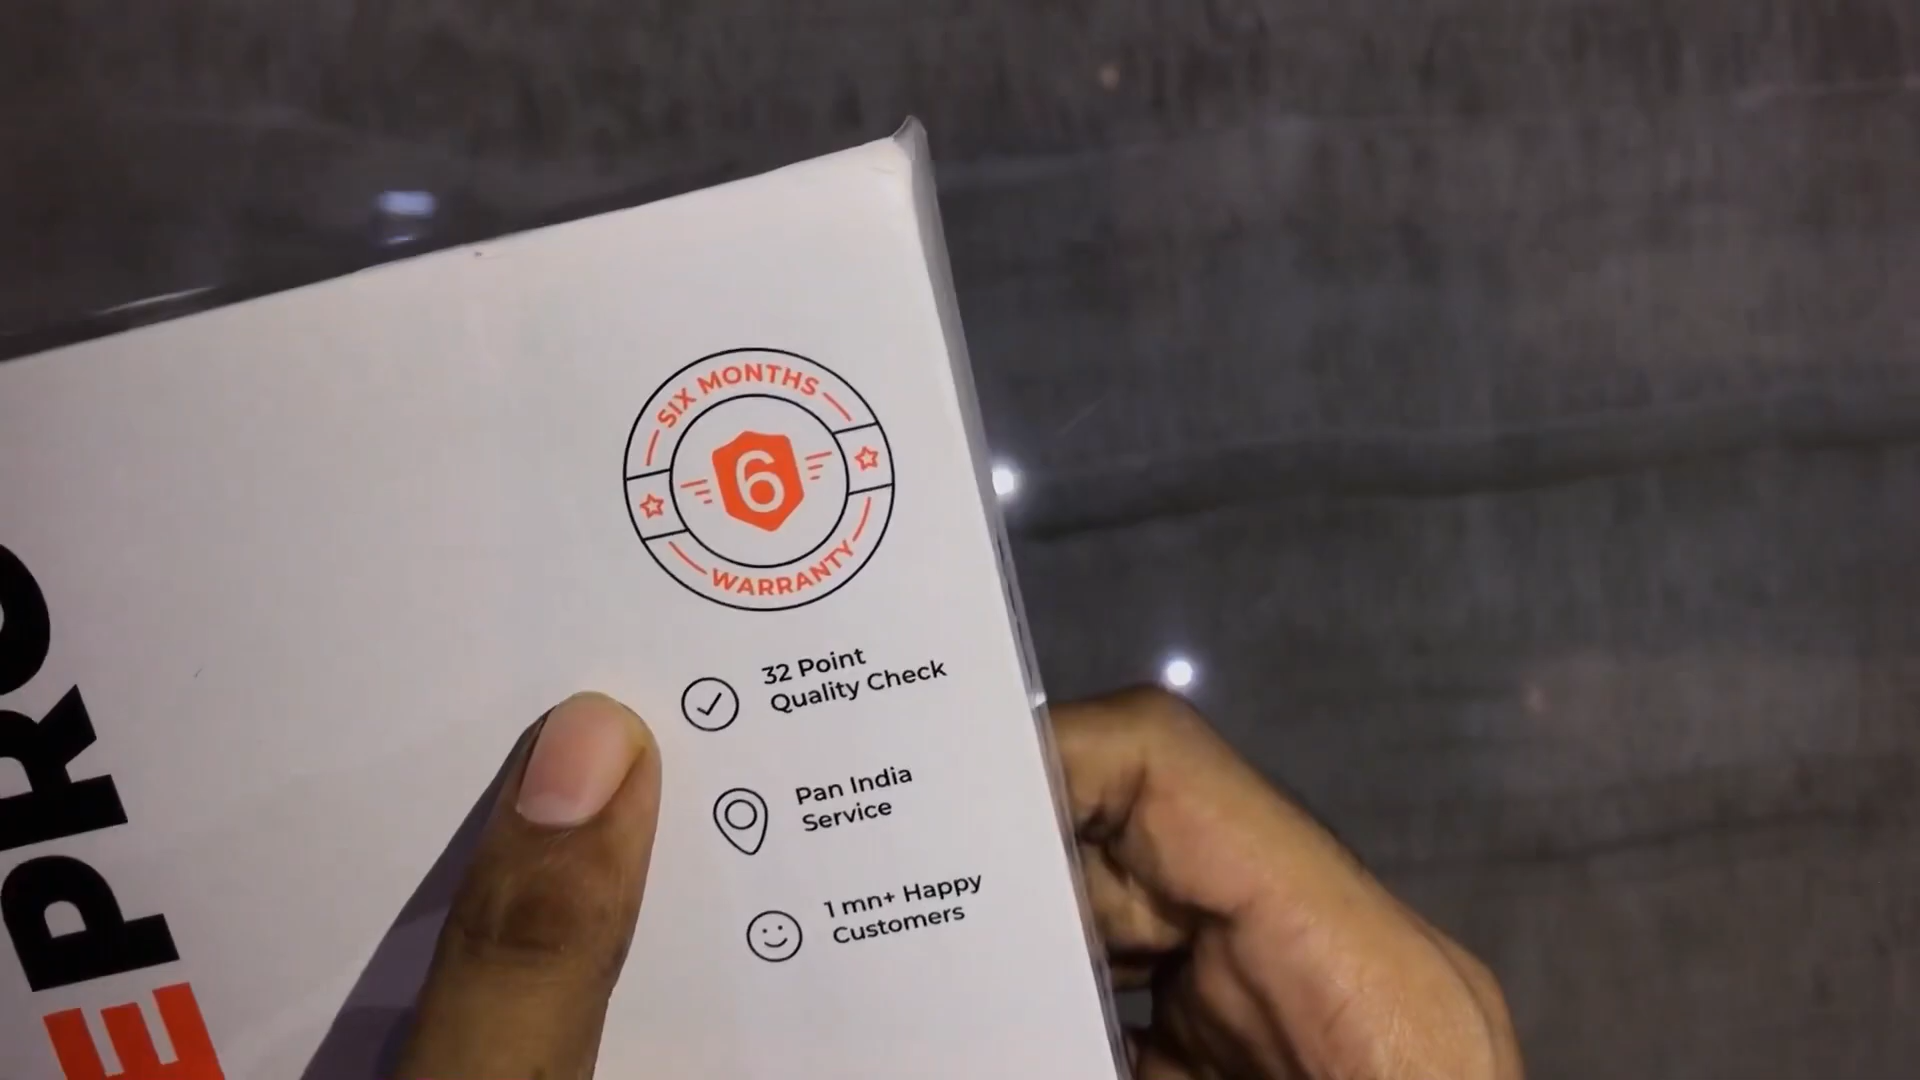 SIX MONTHS
6
WARRANTY
32 Point
Quality Check
Pan India
Service
1 mn+ Happy
Customers
EPRO